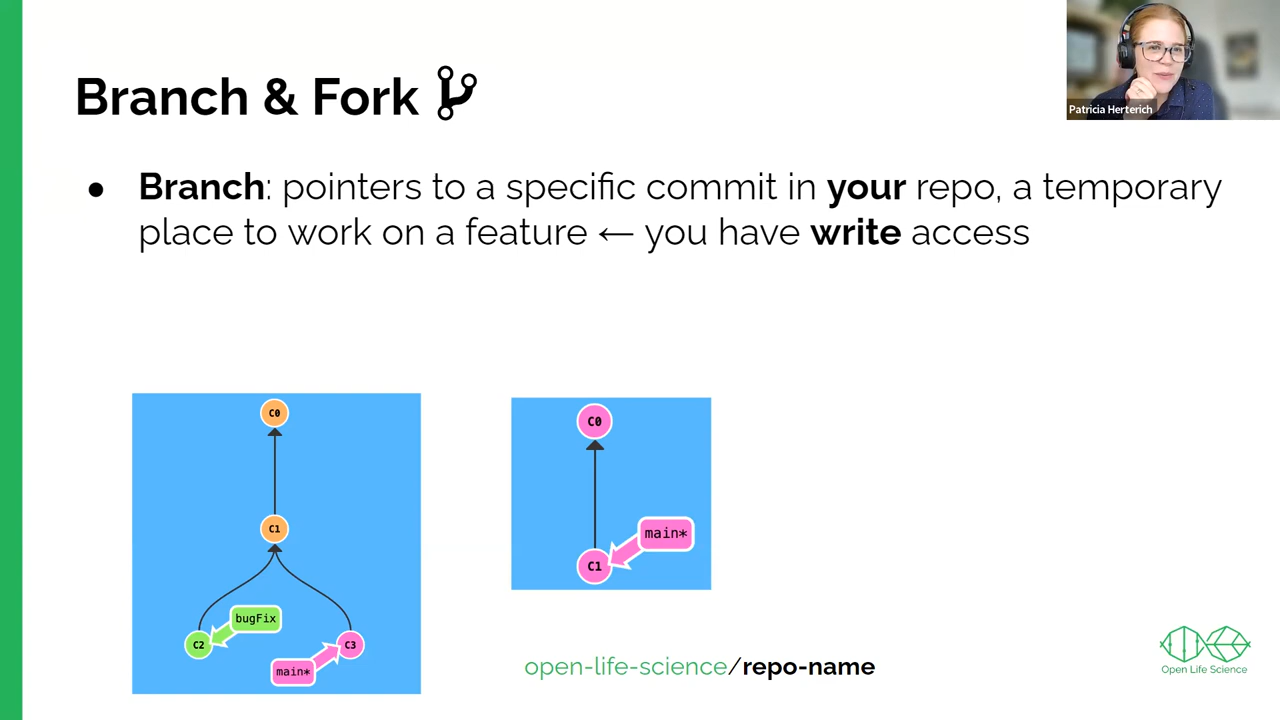 Branch & Fork
Patricia Herterich
● Branch: pointers to a specific commit in your repo, a temporary
place to work on a feature ← you have write access
C0
C1
bugFix
C2
C3
main*
C0
main*
C1
open-life-science/repo-name
Open Life Science